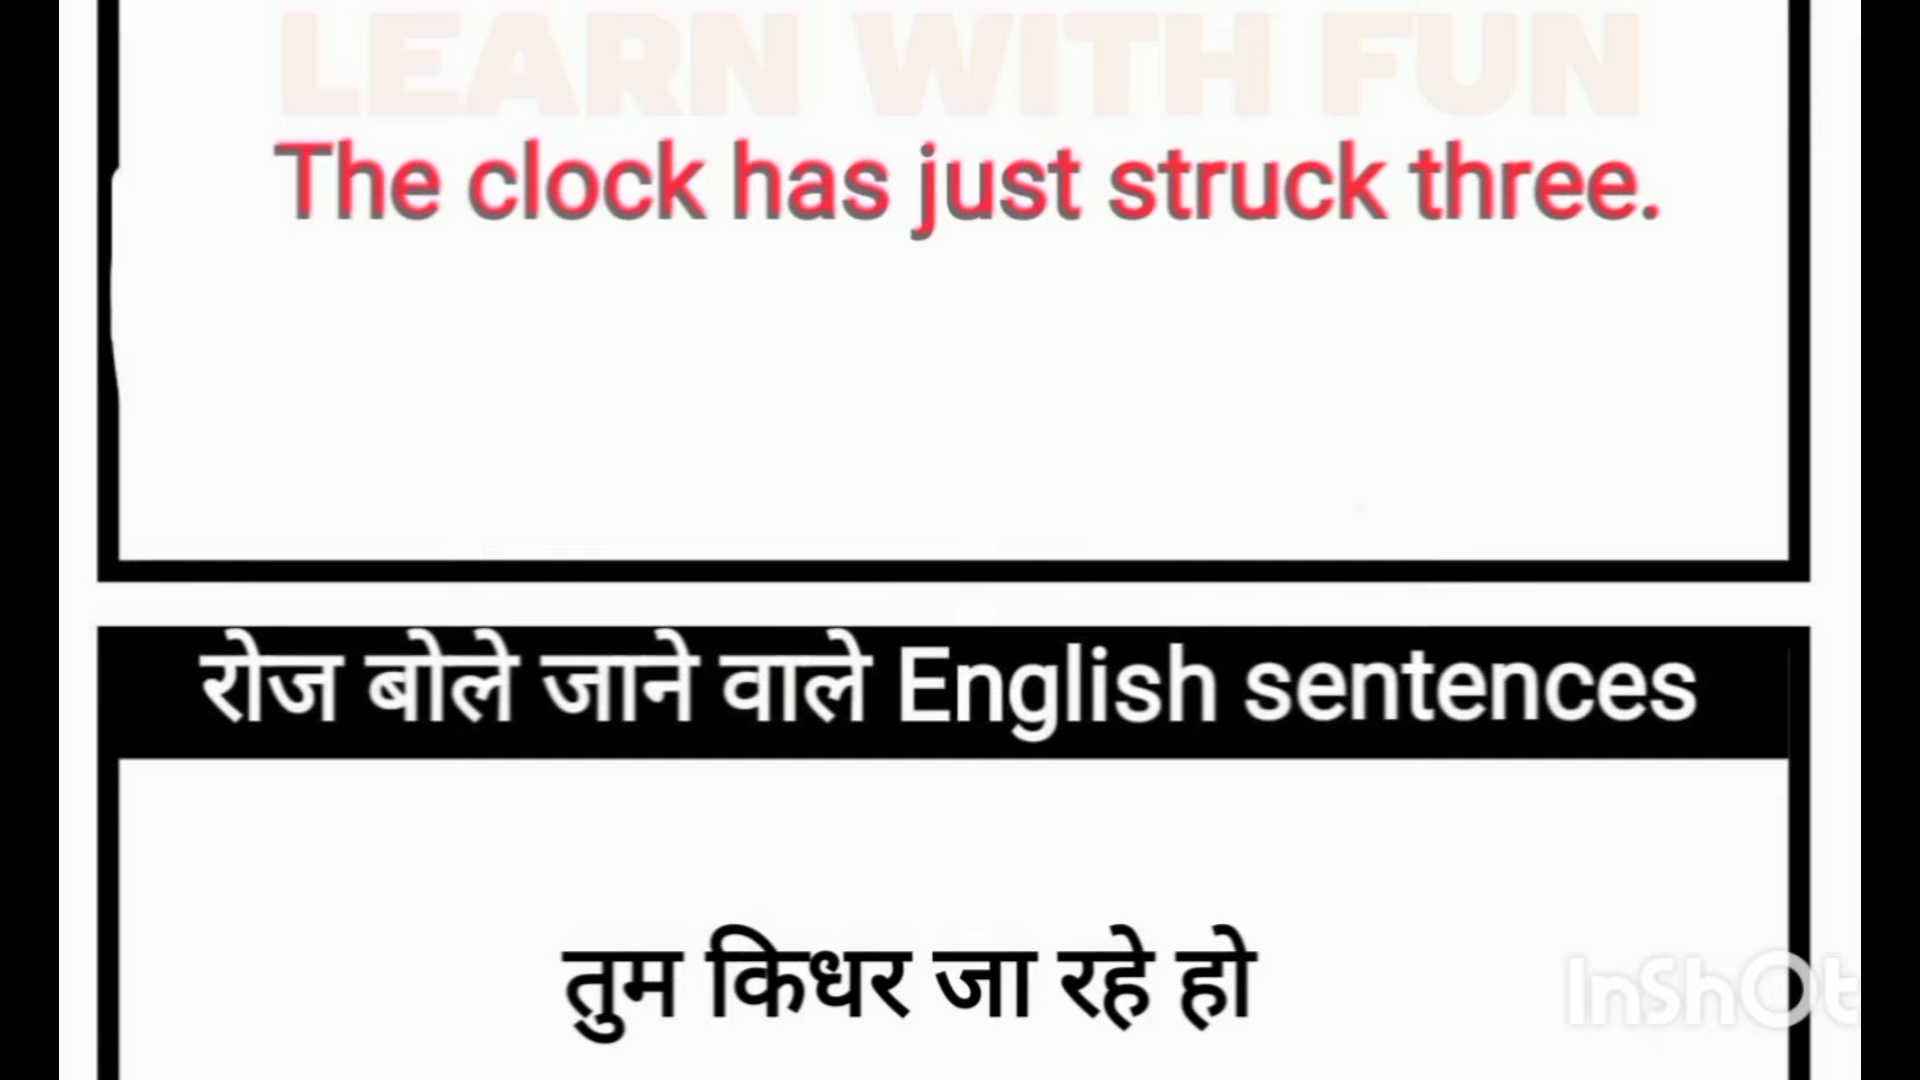 LEARN WITH FUN
The clock has just struck three.
रोज बोले जाने वाले English sentences
तुम किधर जा रहे हो
InShOt